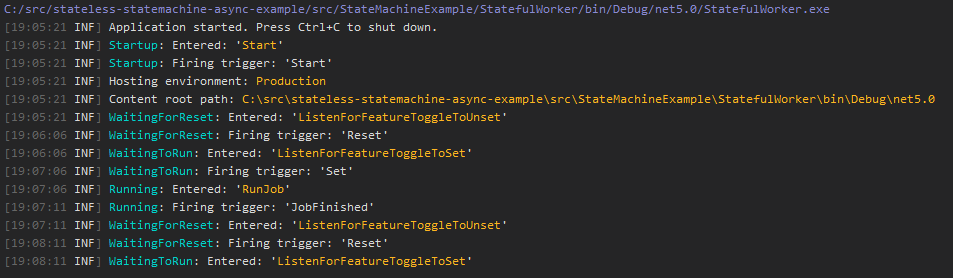 C:/src/stateless-statemachine-async-example/src/StateMachineExample/StatefulWorker/bin/Debug/net5.0/StatefulWorker.exe
[19:05:21 INF] Application started. Press Ctrl+C to shut down.
[19:05:21 INF] Startup: Entered: 'Start'
[19:05:21 INF] Startup: Firing trigger: 'Start'
[19:05:21 INF] Hosting environment: Production
[19:05:21 INF] Content root path: C:\src\stateless-statemachine-async-example\src\StateMachineExample\StatefulWorker\bin\Debug\net5.0
[19:05:21 INF] WaitingForReset: Entered: 'ListenForFeatureToggleToUnset'
[19:06:06 INF] WaitingForReset: Firing trigger: 'Reset'
[19:06:06 INF] WaitingToRun: Entered: 'ListenForFeatureToggleToSet'
[19:07:06 INF] WaitingToRun: Firing trigger: 'Set'
[19:07:06 INF] Running: Entered: 'RunJob'
[19:07:11 INF] Running: Firing trigger: 'JobFinished'
[19:07:11 INF] WaitingForReset: Entered: 'ListenForFeatureToggleToUnset'
[19:08:11 INF] WaitingForReset: Firing trigger: 'Reset'
[19:08:11 INF] WaitingToRun: Entered: 'ListenForFeatureToggleToSet'